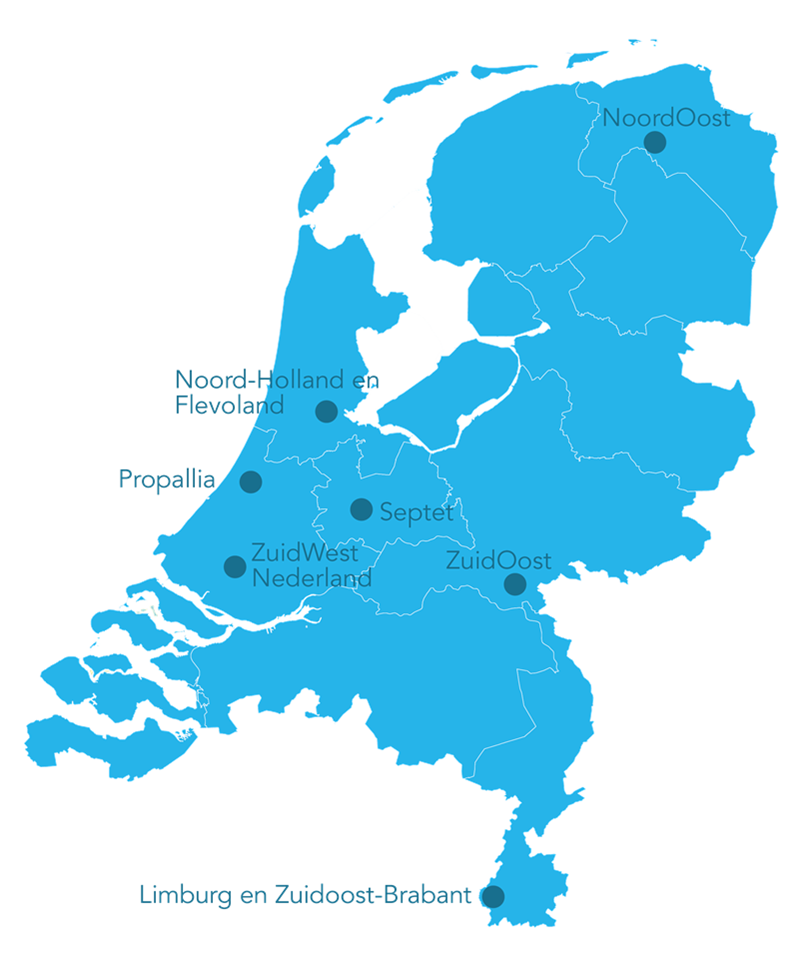 NoordOost
Noord-Holland en
Flevoland
Propallia
Septet
ZuidWest
Nederland
ZuidOost
Limburg en Zuidoost-Brabant